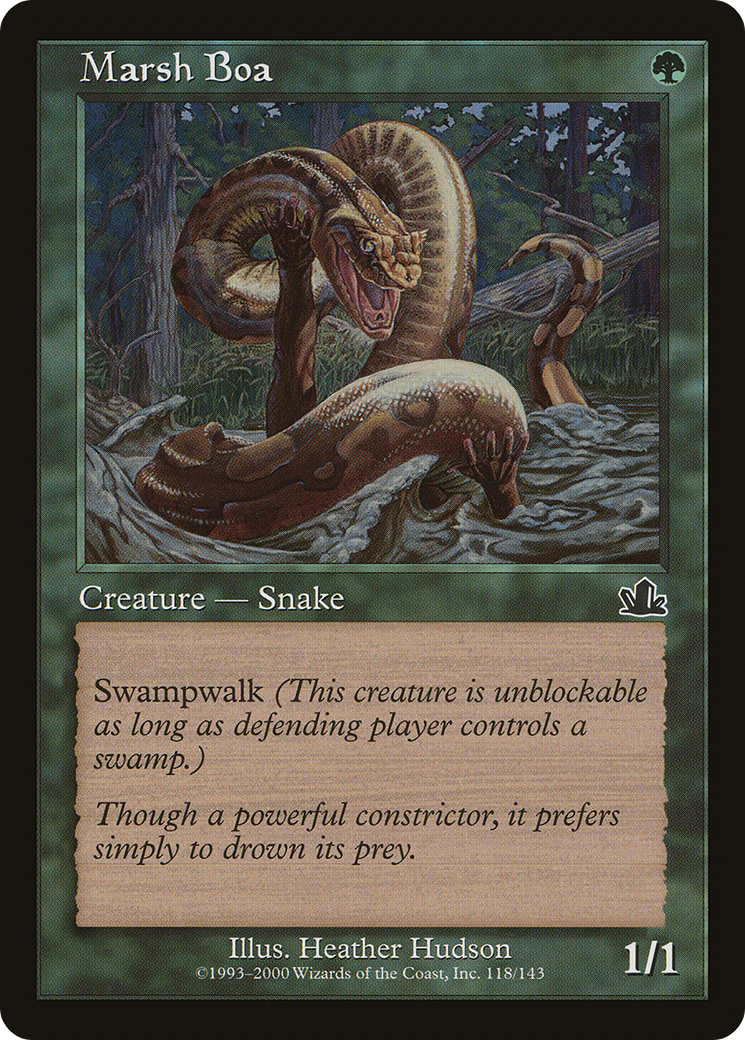 Marsh Boa
Creature — Snake
Swampwalk (This creature is unblockable
as long as defending player controls a
swamp.)
Though a powerful constrictor, it prefers
simply to drown its prey.
Illus. Heather Hudson
©1993–2000 Wizards of the Coast, Inc. 118/143
1/1